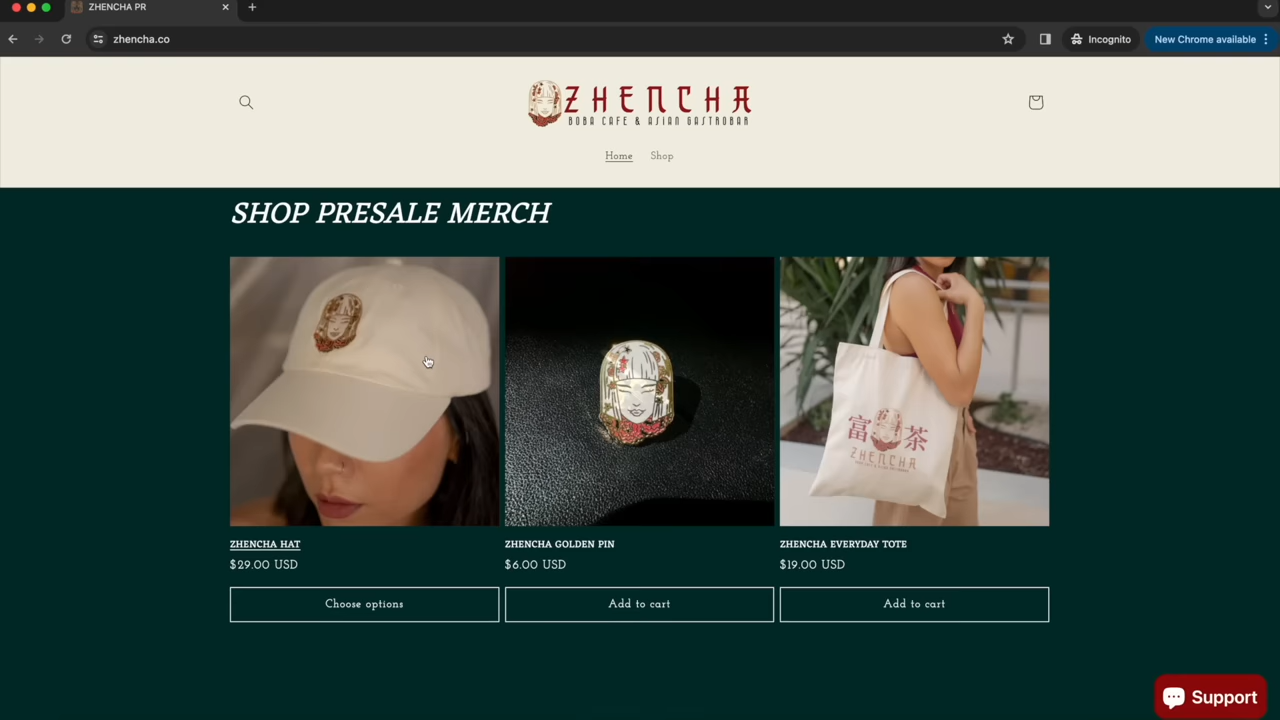 ZHENCHA PR
zhencha.co
Incognito
New Chrome available
ZHENCHA
BOBA CAFE & ASIAN GASTROBAR
Home
Shop
SHOP PRESALE MERCH
富 茶
ZHENCHA
ZHENCHA HAT
ZHENCHA GOLDEN PIN
ZHENCHA EVERYDAY TOTE
$29.00 USD
$6.00 USD
$19.00 USD
Choose options
Add to cart
Add to cart
Support